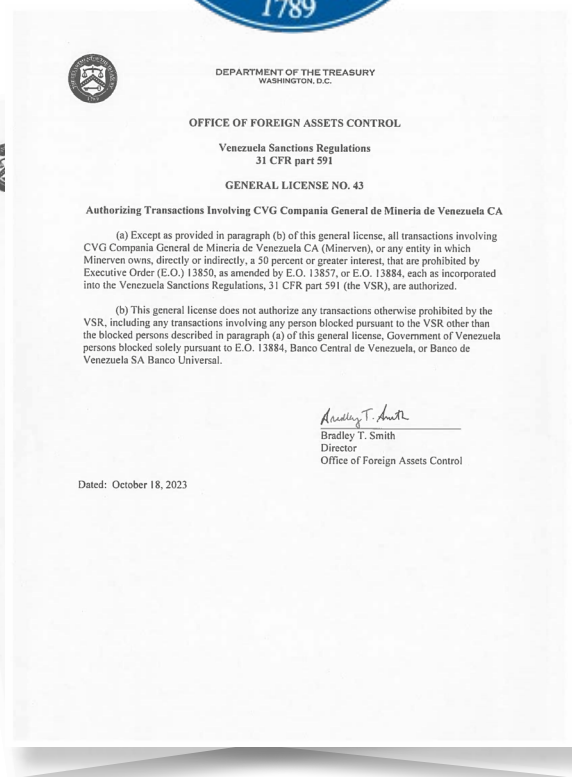 1789
DEPARTMENT OF THE TREASURY
WASHINGTON, D.C.
OFFICE OF FOREIGN ASSETS CONTROL
Venezuela Sanctions Regulations
31 CFR part 591
GENERAL LICENSE NO. 43
Authorizing Transactions Involving CVG Compania General de Mineria de Venezuela CA
(a) Except as provided in paragraph (b) of this general license, all transactions involving
CVG Compania General de Mineria de Venezuela CA (Minerven), or any entity in which
Minerven owns, directly or indirectly, a 50 percent or greater interest, that are prohibited by
Executive Order (E.O.) 13850, as amended by E.O. 13857, or E.O. 13884, each as incorporated
into the Venezuela Sanctions Regulations, 31 CFR part 591 (the VSR), are authorized.
(b) This general license does not authorize any transactions otherwise prohibited by the
VSR, including any transactions involving any person blocked pursuant to the VSR other than
the blocked persons described in paragraph (a) of this general license, Government of Venezuela
persons blocked solely pursuant to E.O. 13884, Banco Central de Venezuela, or Banco de
Venezuela SA Banco Universal.
Bradley T. Smith
Bradley T. Smith
Director
Office of Foreign Assets Control
Dated: October 18, 2023